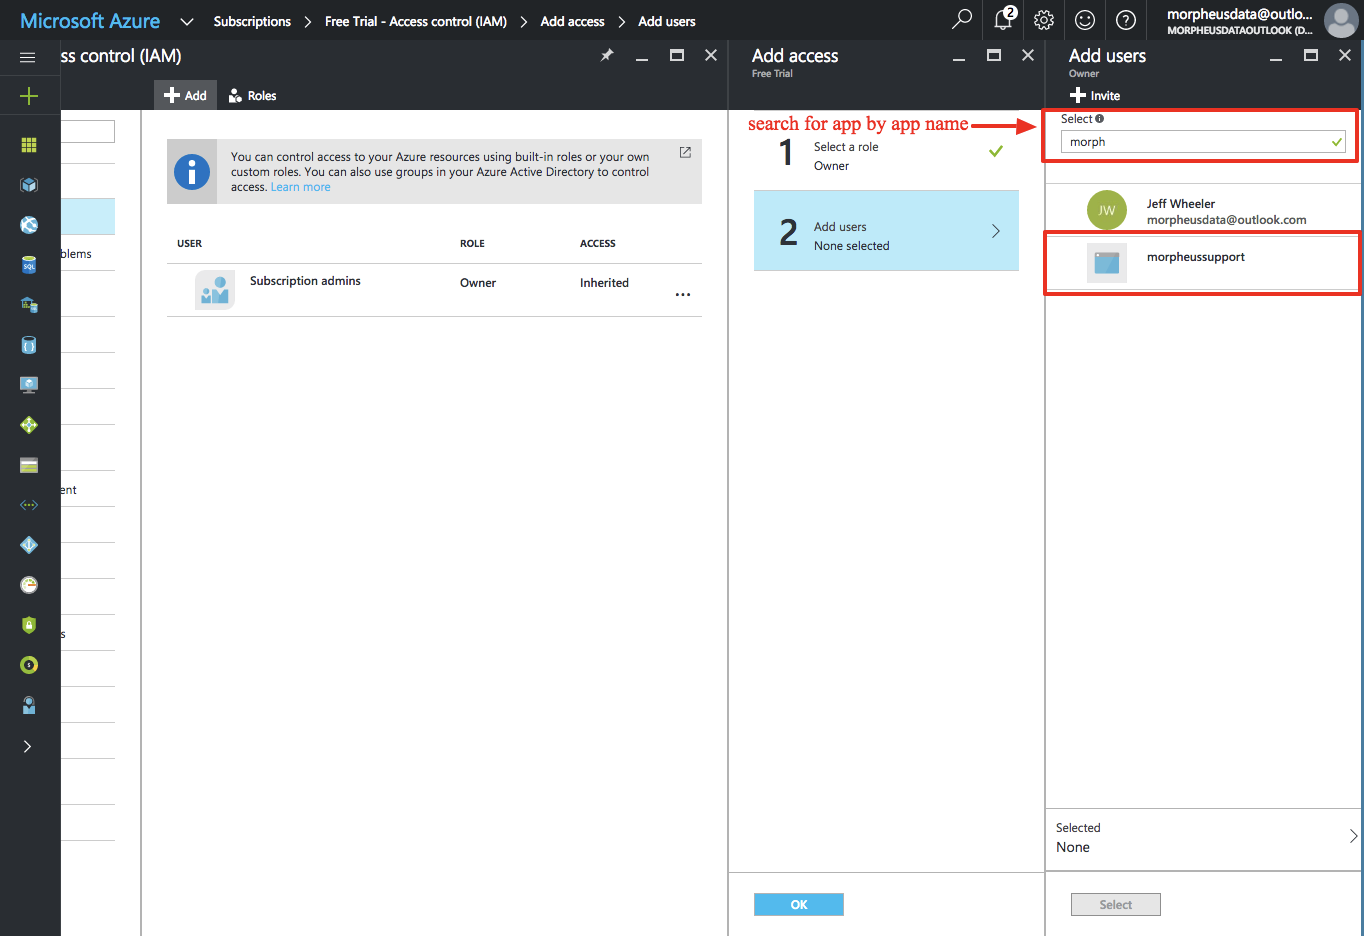 Microsoft Azure
Subscriptions
Free Trial - Access control (IAM)
Add access
Add users
2
morpheusdata@outlo...
MORPHEUSDATAOUTLOOK (D...
ss control (IAM)
Add
Roles
blems
ent
s
SQL
You can control access to your Azure resources using built-in roles or your own
custom roles. You can also use groups in your Azure Active Directory to control
access. Learn more
USER
ROLE
ACCESS
Subscription admins
Owner
Inherited
...
Add access
Free Trial
search for app by app name
1
Select a role
Owner
2
Add users
None selected
OK
Add users
Owner
Invite
Select
morph
JW
Jeff Wheeler
morpheusdata@outlook.com
morpheussupport
Selected
None
Select